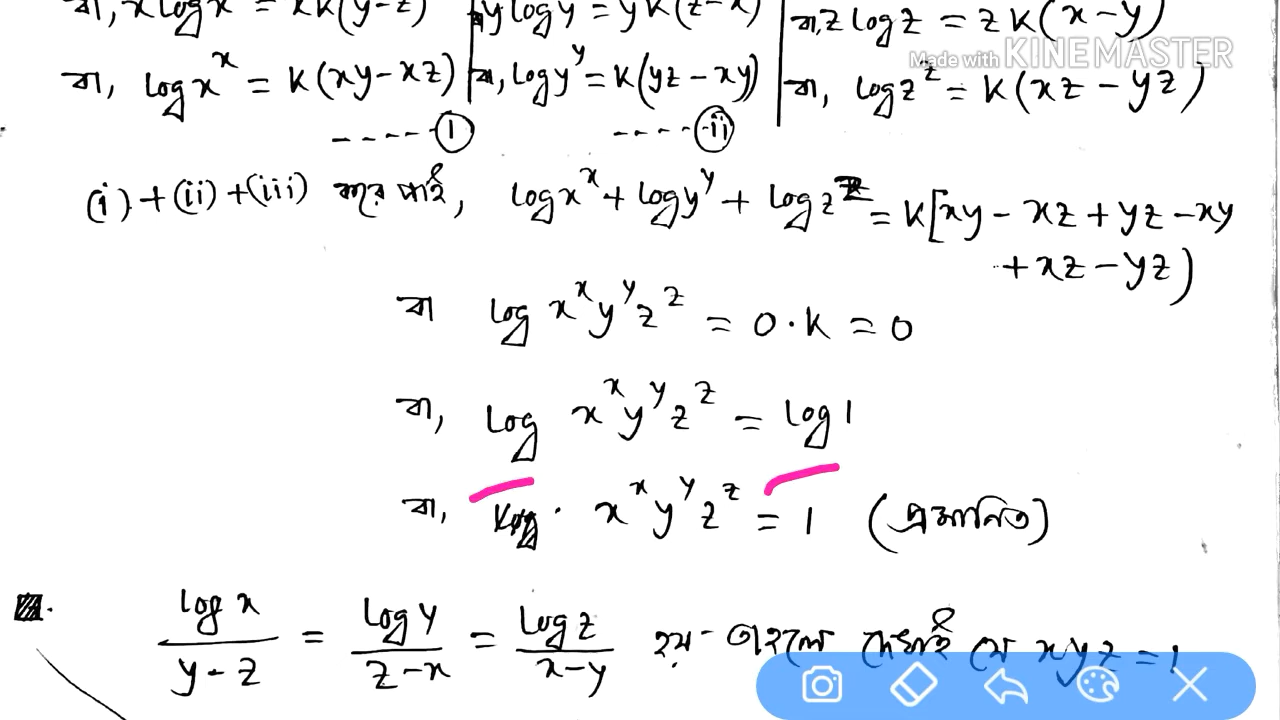 বা, x log x = xK(y-z) | বা, y log y = yK(z-x) | বা, z log z = zK(x-y)
Made with KINEMASTER
বা, log x^x = K(xy-xz) | বা, log y^y = K(yz-xy) | বা, log z^z = K(xz-yz)
-----(i) ----(ii)
(i)+(ii)+(iii) করে পাই, log x^x + log y^y + log z^z = K[xy - xz + yz - xy
+ xz - yz)
বা log x^x y^y z^z = 0·K = 0
বা, log x^x y^y z^z = log 1
বা, x^x y^y z^z = 1 (প্রমানিত)
log x / y-z = log y / z-x = log z / x-y হয়- তাহলে দেখাই যে xyz = 1